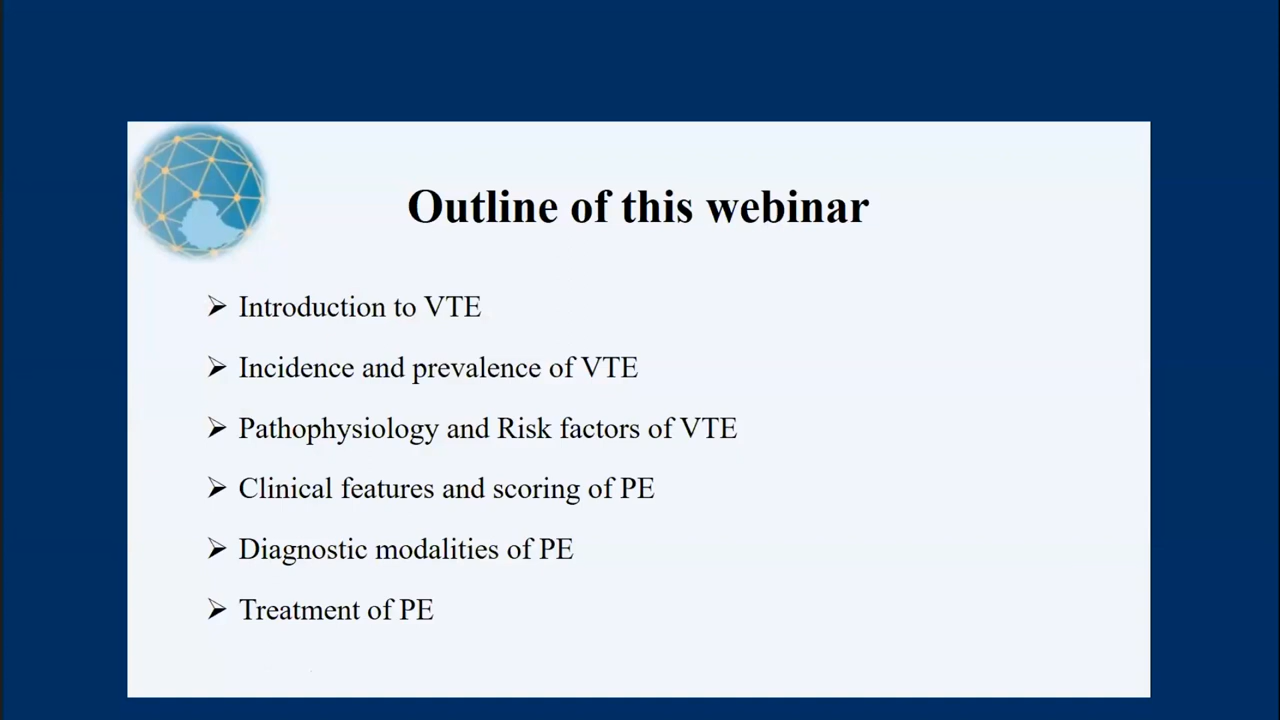 Outline of this webinar
➢ Introduction to VTE
➢ Incidence and prevalence of VTE
➢ Pathophysiology and Risk factors of VTE
➢ Clinical features and scoring of PE
➢ Diagnostic modalities of PE
➢ Treatment of PE